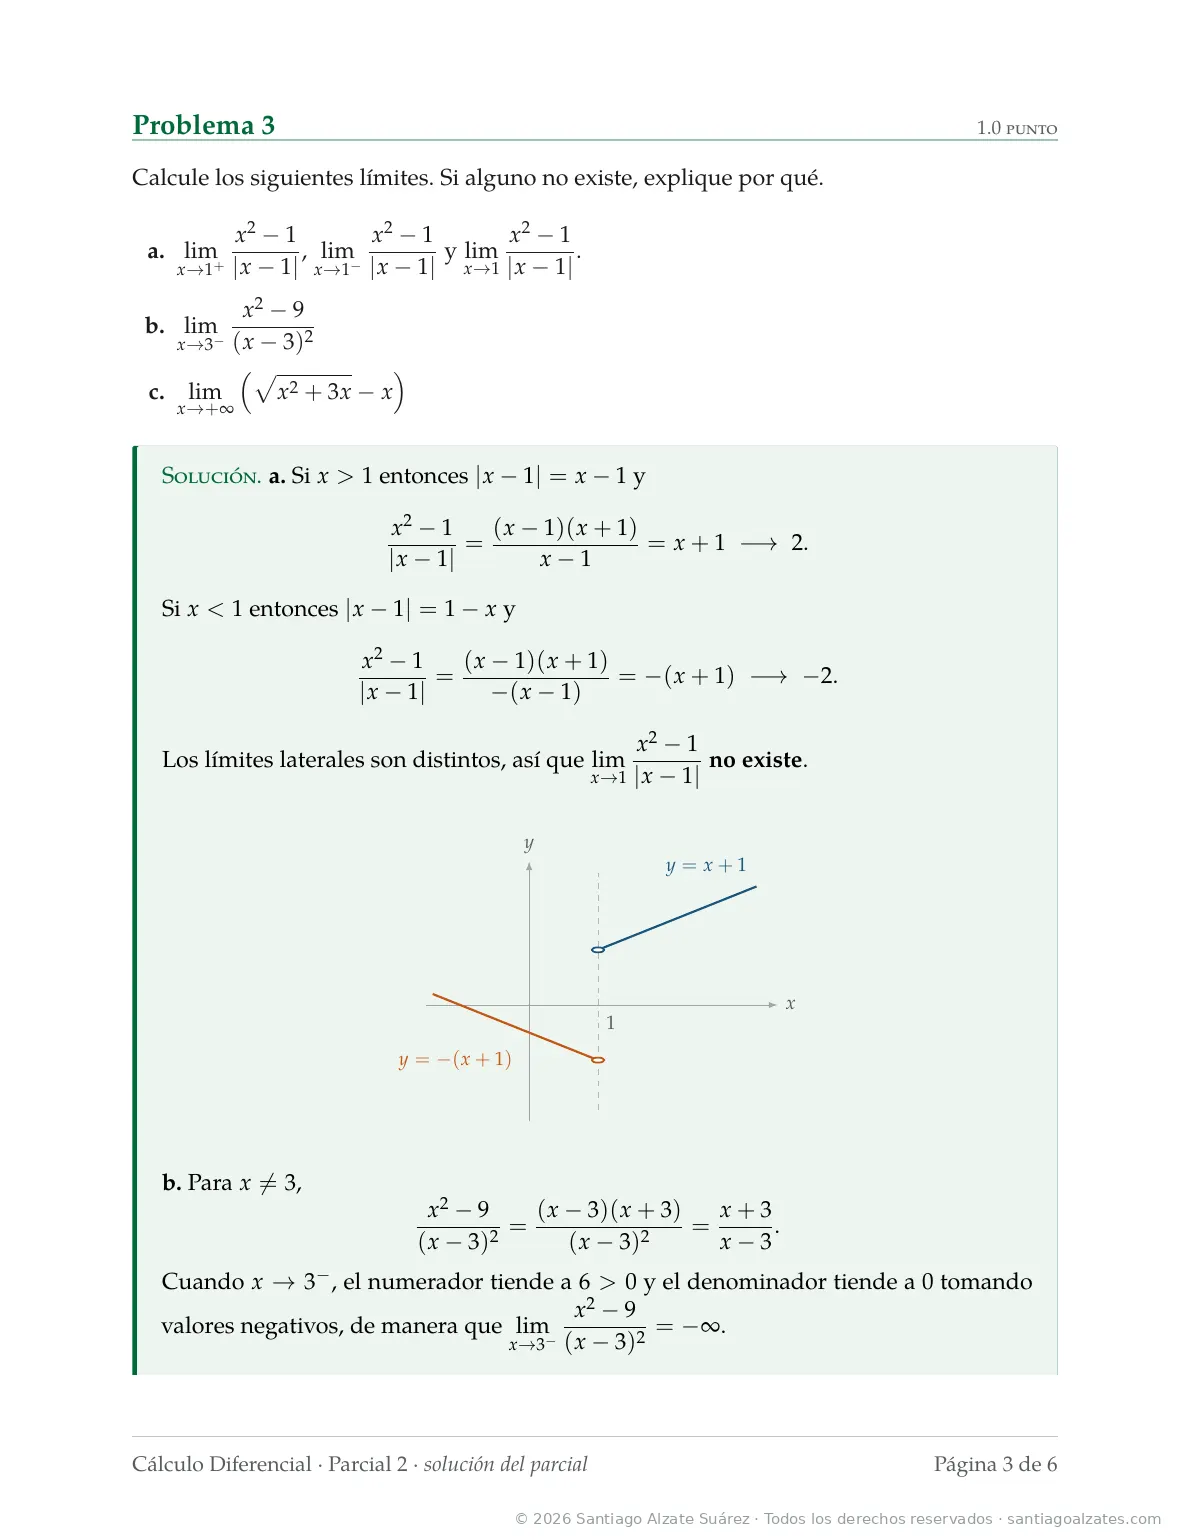 Problema 3 1.0 PUNTO
Calcule los siguientes límites. Si alguno no existe, explique por qué.
a. lim_{x→1⁺} (x² − 1)/|x − 1|, lim_{x→1⁻} (x² − 1)/|x − 1| y lim_{x→1} (x² − 1)/|x − 1|.
b. lim_{x→3⁻} (x² − 9)/(x − 3)²
c. lim_{x→+∞} (√(x² + 3x) − x)
SOLUCIÓN. a. Si x > 1 entonces |x − 1| = x − 1 y
(x² − 1)/|x − 1| = ((x − 1)(x + 1))/(x − 1) = x + 1 ⟶ 2.
Si x < 1 entonces |x − 1| = 1 − x y
(x² − 1)/|x − 1| = ((x − 1)(x + 1))/(−(x − 1)) = −(x + 1) ⟶ −2.
Los límites laterales son distintos, así que lim_{x→1} (x² − 1)/|x − 1| no existe.
y
y = x + 1
x
1
y = −(x + 1)
b. Para x ≠ 3,
(x² − 9)/(x − 3)² = ((x − 3)(x + 3))/(x − 3)² = (x + 3)/(x − 3).
Cuando x → 3⁻, el numerador tiende a 6 > 0 y el denominador tiende a 0 tomando
valores negativos, de manera que lim_{x→3⁻} (x² − 9)/(x − 3)² = −∞.
Cálculo Diferencial · Parcial 2 · solución del parcial Página 3 de 6
© 2026 Santiago Alzate Suárez · Todos los derechos reservados · santiagoalzates.com